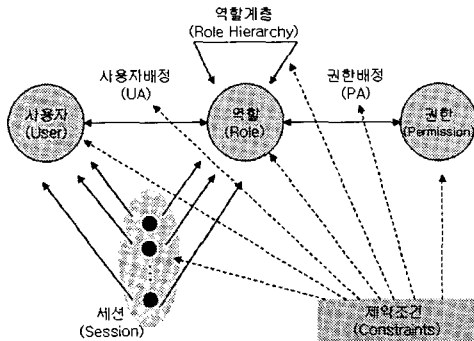 역할계층
(Role Hierarchy)
사용자배정
(UA)
권한배정
(PA)
사용자
(User)
역할
(Role)
권한
(Permission)
세션
(Session)
제약조건
(Constraints)